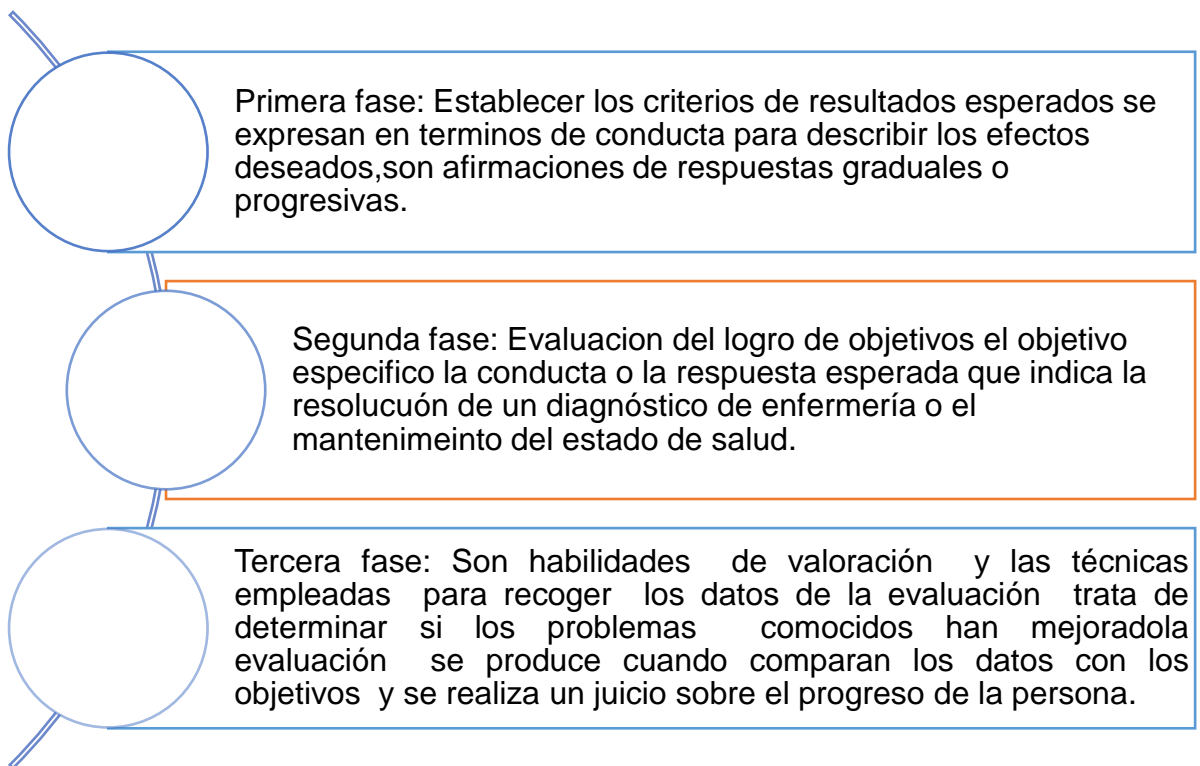 Primera fase: Establecer los criterios de resultados esperados se
expresan en terminos de conducta para describir los efectos
deseados,son afirmaciones de respuestas graduales o
progresivas.
Segunda fase: Evaluacion del logro de objetivos el objetivo
especifico la conducta o la respuesta esperada que indica la
resolucuón de un diagnóstico de enfermería o el
mantenimeinto del estado de salud.
Tercera fase: Son habilidades de valoración y las técnicas
empleadas para recoger los datos de la evaluación trata de
determinar si los problemas comocidos han mejoradola
evaluación se produce cuando comparan los datos con los
objetivos y se realiza un juicio sobre el progreso de la persona.